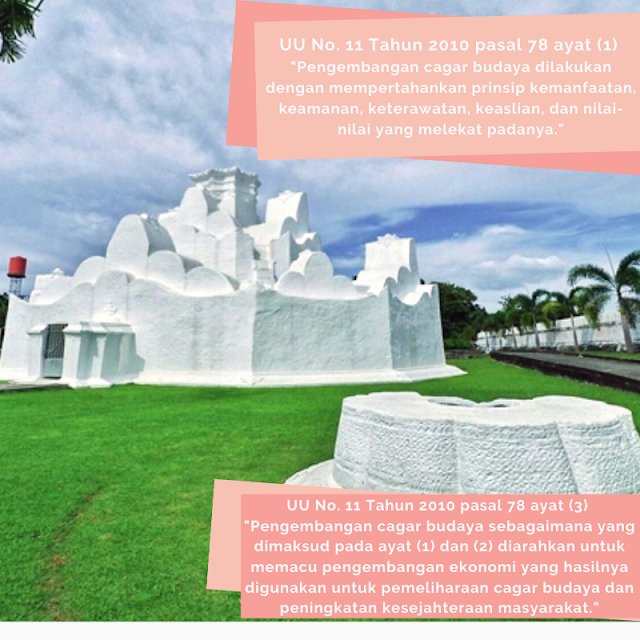 UU No. 11 Tahun 2010 pasal 78 ayat (1)
"Pengembangan cagar budaya dilakukan
dengan mempertahankan prinsip kemanfaatan,
keamanan, keterawatan, keaslian, dan nilai-
nilai yang melekat padanya."
UU No. 11 Tahun 2010 pasal 78 ayat (3)
"Pengembangan cagar budaya sebagaimana yang
dimaksud pada ayat (1) dan (2) diarahkan untuk
memacu pengembangan ekonomi yang hasilnya
digunakan untuk pemeliharaan cagar budaya dan
peningkatan kesejahteraan masyarakat."